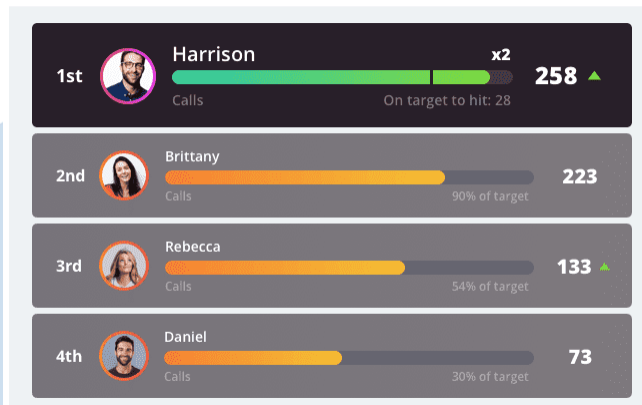 Harrison x2
1st 258
Calls On target to hit: 28
Brittany
2nd 223
Calls 90% of target
Rebecca
3rd 133
Calls 54% of target
Daniel
4th 73
Calls 30% of target